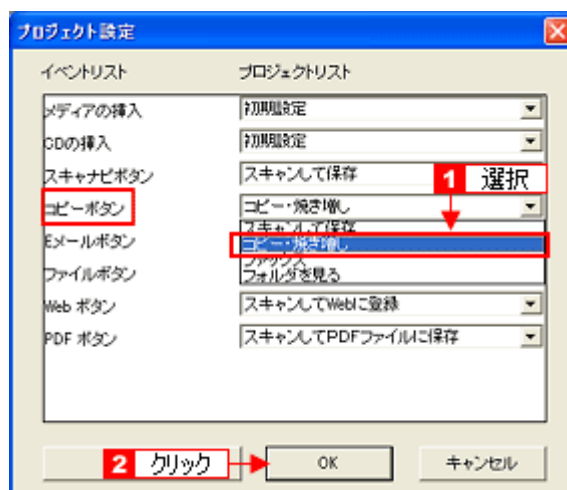 プロジェクト設定
イベントリスト プロジェクトリスト
メディアの挿入 初期設定
CDの挿入 初期設定
スキャナビボタン スキャンして保存
1 選択
コピーボタン コピー・焼き増し
スキャンして保存
Eメールボタン コピー・焼き増し
ファックス
ファイルボタン フォルダを見る
Web ボタン スキャンしてWebに登録
PDF ボタン スキャンしてPDFファイルに保存
2 クリック OK キャンセル